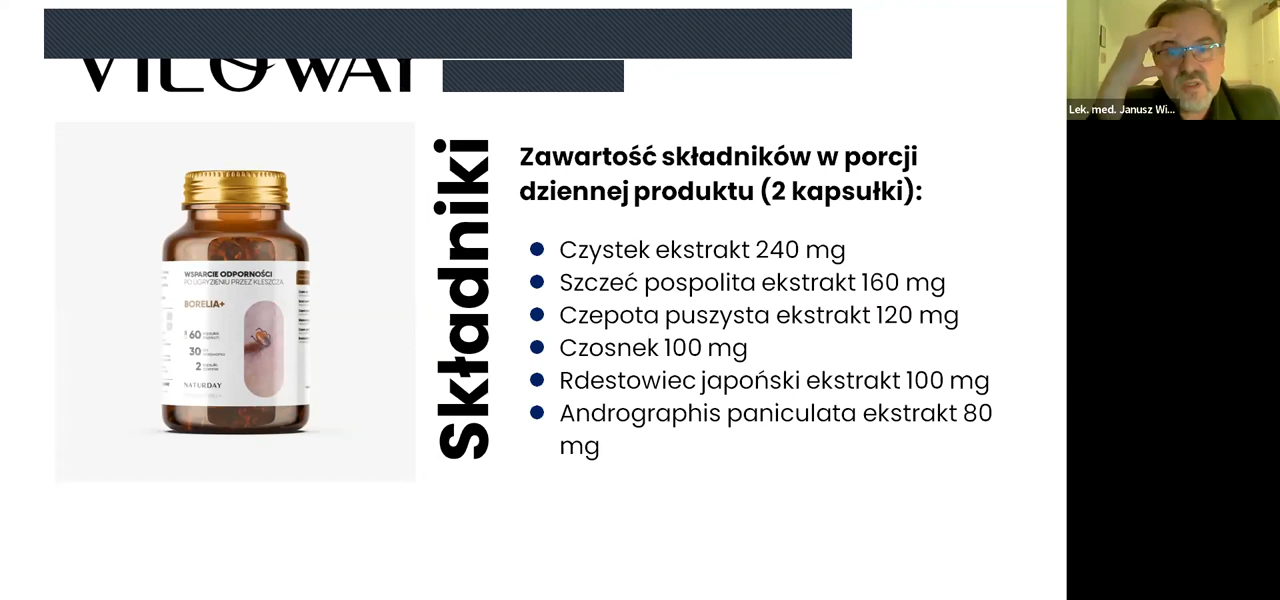 VILOWAY
Lek. med. Janusz Wi...
Składniki
Zawartość składników w porcji
dziennej produktu (2 kapsułki):
Czystek ekstrakt 240 mg
Szczeć pospolita ekstrakt 160 mg
Czepota puszysta ekstrakt 120 mg
Czosnek 100 mg
Rdestowiec japoński ekstrakt 100 mg
Andrographis paniculata ekstrakt 80
mg
WSPARCIE ODPORNOŚCI
PO UGRYZIENIU PRZEZ KLESZCZA
BORELIA+
60
30
2
NATURDAY